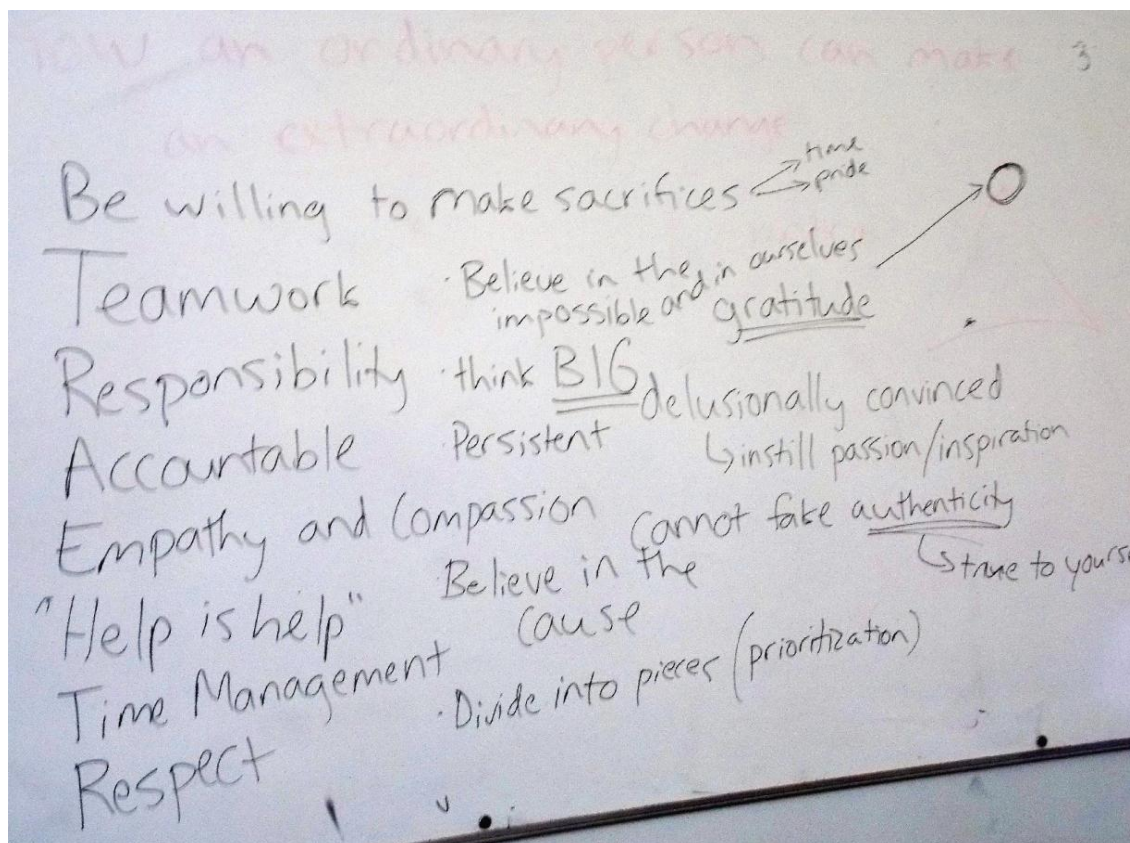 How an ordinary person can make 3
an extraordinary change
Be willing to make sacrifices
time
pride
Teamwork
· Believe in the
impossible and in ourselves
gratitude
Responsibility
· think BIG
delusionally convinced
Accountable
Persistent
instill passion/inspiration
Empathy and Compassion
Cannot fake authenticity
true to yours
"Help is help"
Believe in the
cause
Time Management
· Divide into pieces (prioritization)
Respect